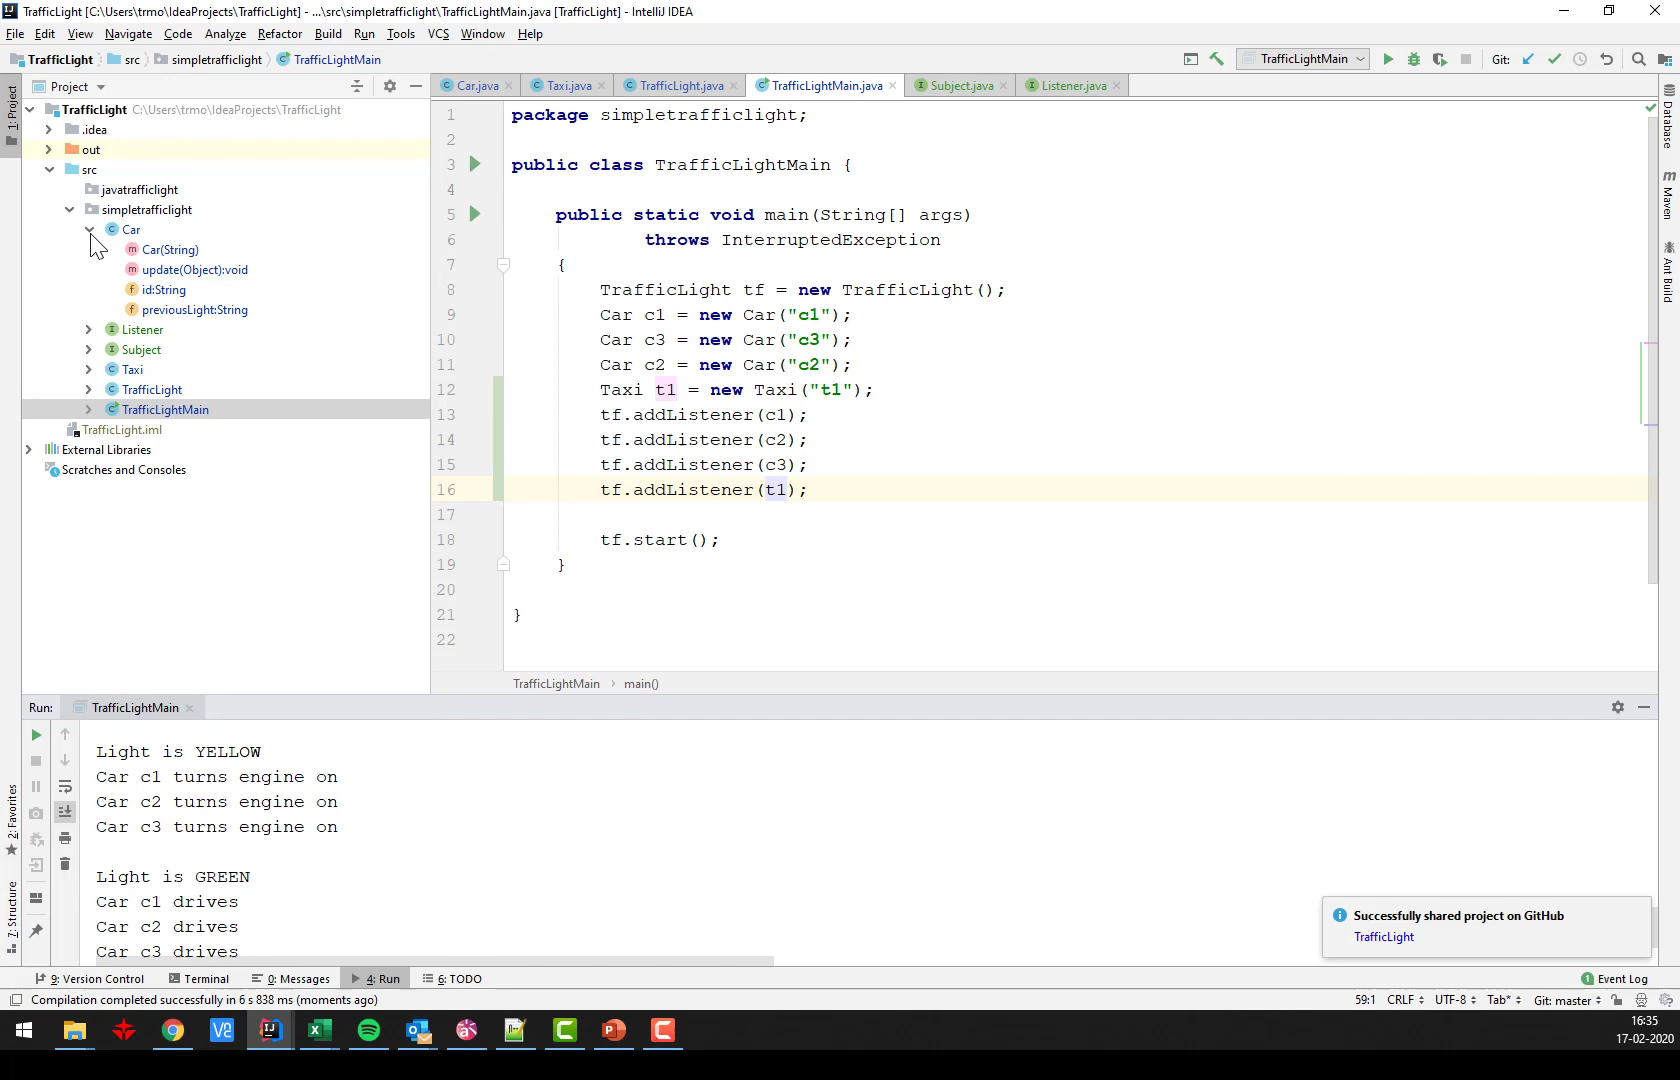 TrafficLight [C:\Users\trmo\IdeaProjects\TrafficLight] - ...\src\simpletrafficlight\TrafficLightMain.java [TrafficLight] - IntelliJ IDEA
File Edit View Navigate Code Analyze Refactor Build Run Tools VCS Window Help
TrafficLight src simpletrafficlight TrafficLightMain
TrafficLightMain Git:
Project
Car.java Taxi.java TrafficLight.java TrafficLightMain.java Subject.java Listener.java
1: Project
TrafficLight C:\Users\trmo\IdeaProjects\TrafficLight
.idea
out
src
javatrafficlight
simpletrafficlight
Car
Car(String)
update(Object):void
id:String
previousLight:String
Listener
Subject
Taxi
TrafficLight
TrafficLightMain
TrafficLight.iml
External Libraries
Scratches and Consoles
1 package simpletrafficlight;
2
3 public class TrafficLightMain {
4
5 public static void main(String[] args)
6 throws InterruptedException
7 {
8 TrafficLight tf = new TrafficLight();
9 Car c1 = new Car("c1");
10 Car c3 = new Car("c3");
11 Car c2 = new Car("c2");
12 Taxi t1 = new Taxi("t1");
13 tf.addListener(c1);
14 tf.addListener(c2);
15 tf.addListener(c3);
16 tf.addListener(t1);
17
18 tf.start();
19 }
20
21 }
22
TrafficLightMain main()
Database
Maven
Ant Build
Run: TrafficLightMain
Light is YELLOW
Car c1 turns engine on
Car c2 turns engine on
Car c3 turns engine on
Light is GREEN
Car c1 drives
Car c2 drives
Car c3 drives
2: Favorites
7: Structure
Successfully shared project on GitHub
TrafficLight
9: Version Control Terminal 0: Messages 4: Run 6: TODO
1 Event Log
Compilation completed successfully in 6 s 838 ms (moments ago)
59:1 CRLF UTF-8 Tab* Git: master
16:35
17-02-2020